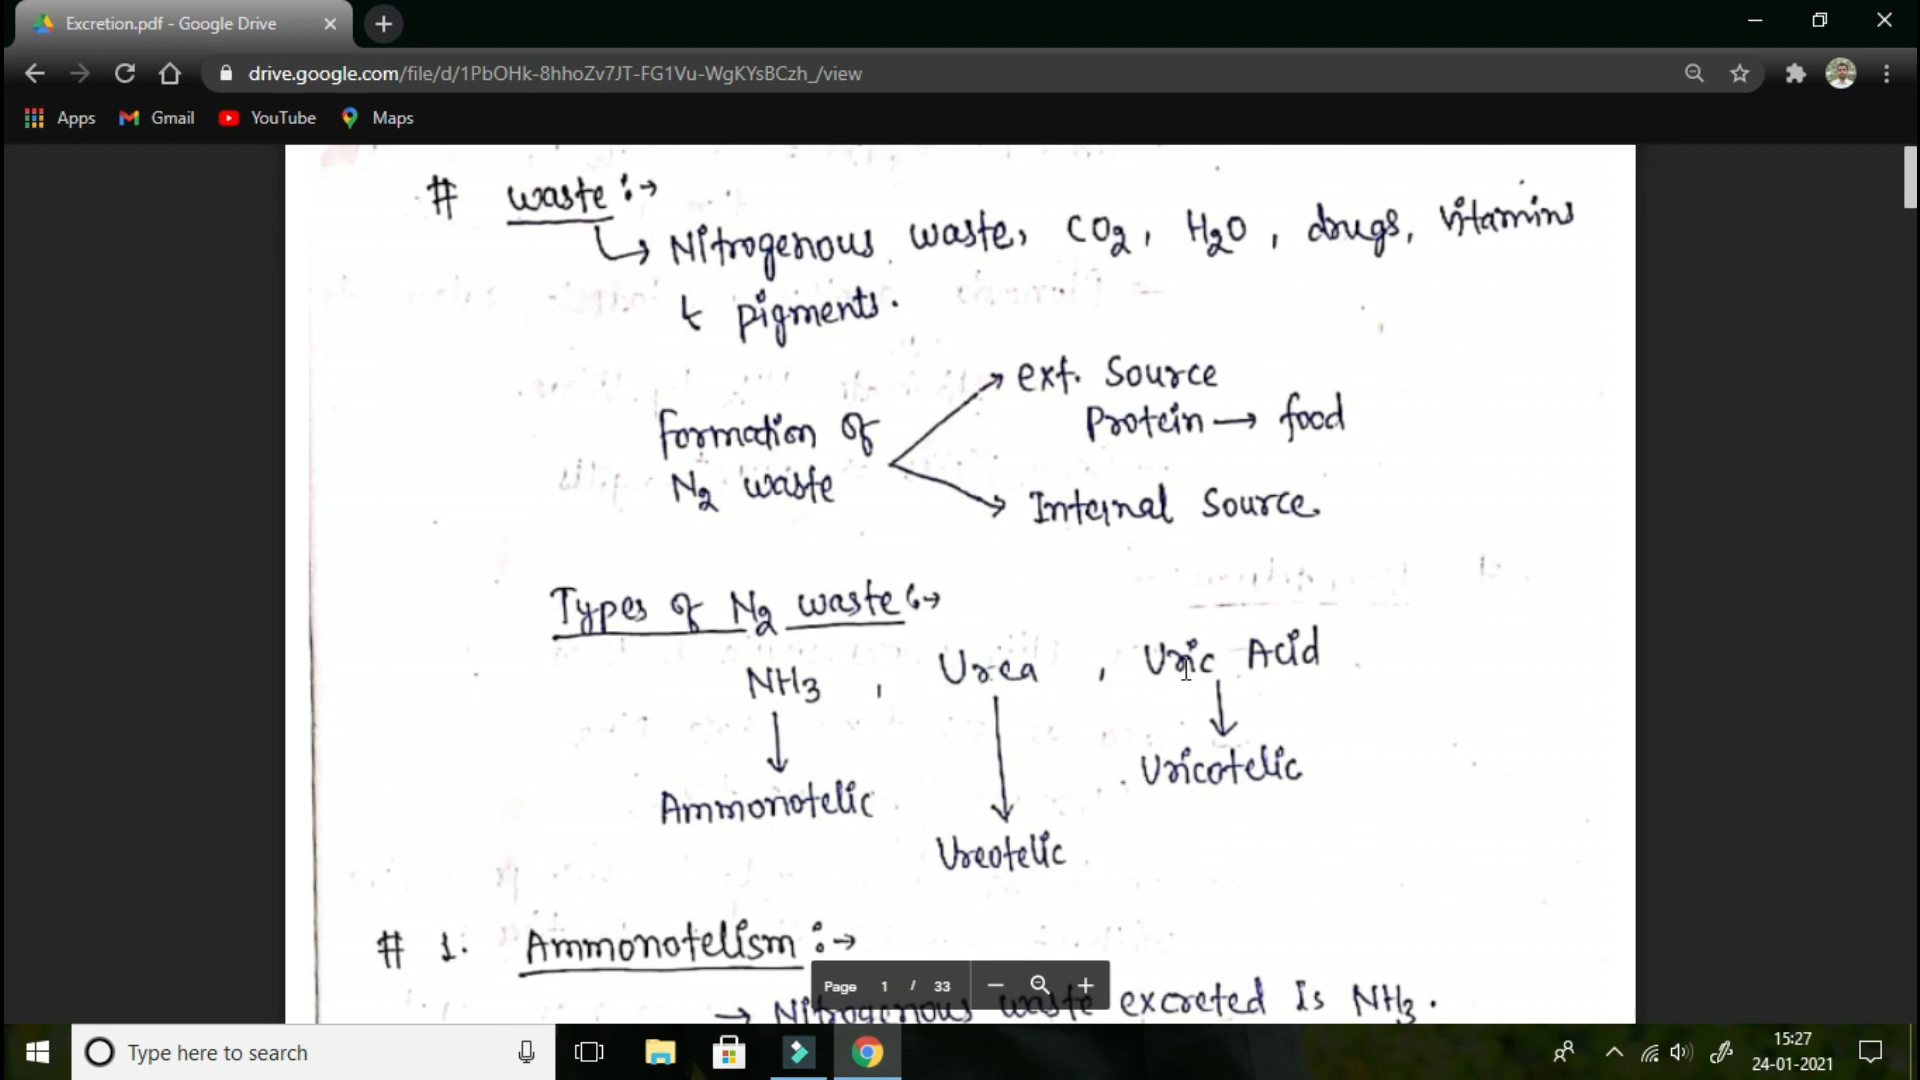 Excretion.pdf - Google Drive
drive.google.com/file/d/1PbOHk-8hhoZv7JT-FG1Vu-WgKYsBCzh_/view
Apps Gmail YouTube Maps
# waste :→
↳ Nitrogenous waste, CO2, H2O, drugs, vitamins
& pigments.
ext. Source
Protein → food
Formation of
N2 waste
Internal Source.
Types of N2 waste :→
NH3 , Urea , Uric Acid
Uricotelic
Ammonotelic
Ureotelic
# 1. Ammonotelism :→
→ Nitrogenous waste excreted Is NH3.
Page 1 / 33
Type here to search
15:27
24-01-2021